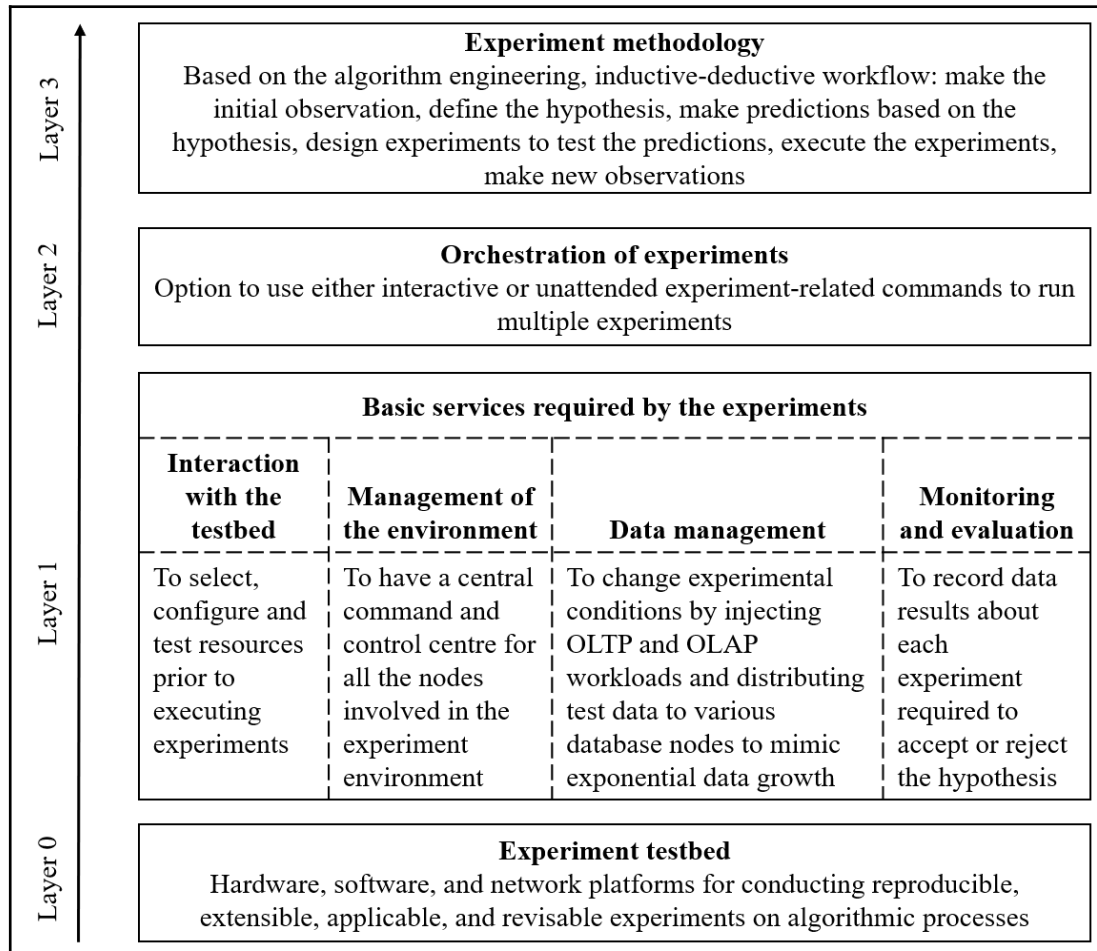 Layer 3
Experiment methodology
Based on the algorithm engineering, inductive-deductive workflow: make the
initial observation, define the hypothesis, make predictions based on the
hypothesis, design experiments to test the predictions, execute the experiments,
make new observations
Layer 2
Orchestration of experiments
Option to use either interactive or unattended experiment-related commands to run
multiple experiments
Layer 1
Basic services required by the experiments
Interaction
with the
testbed
Management of
the environment
Data management
Monitoring
and evaluation
To select,
configure and
test resources
prior to
executing
experiments
To have a central
command and
control centre for
all the nodes
involved in the
experiment
environment
To change experimental
conditions by injecting
OLTP and OLAP
workloads and distributing
test data to various
database nodes to mimic
exponential data growth
To record data
results about
each
experiment
required to
accept or reject
the hypothesis
Layer 0
Experiment testbed
Hardware, software, and network platforms for conducting reproducible,
extensible, applicable, and revisable experiments on algorithmic processes